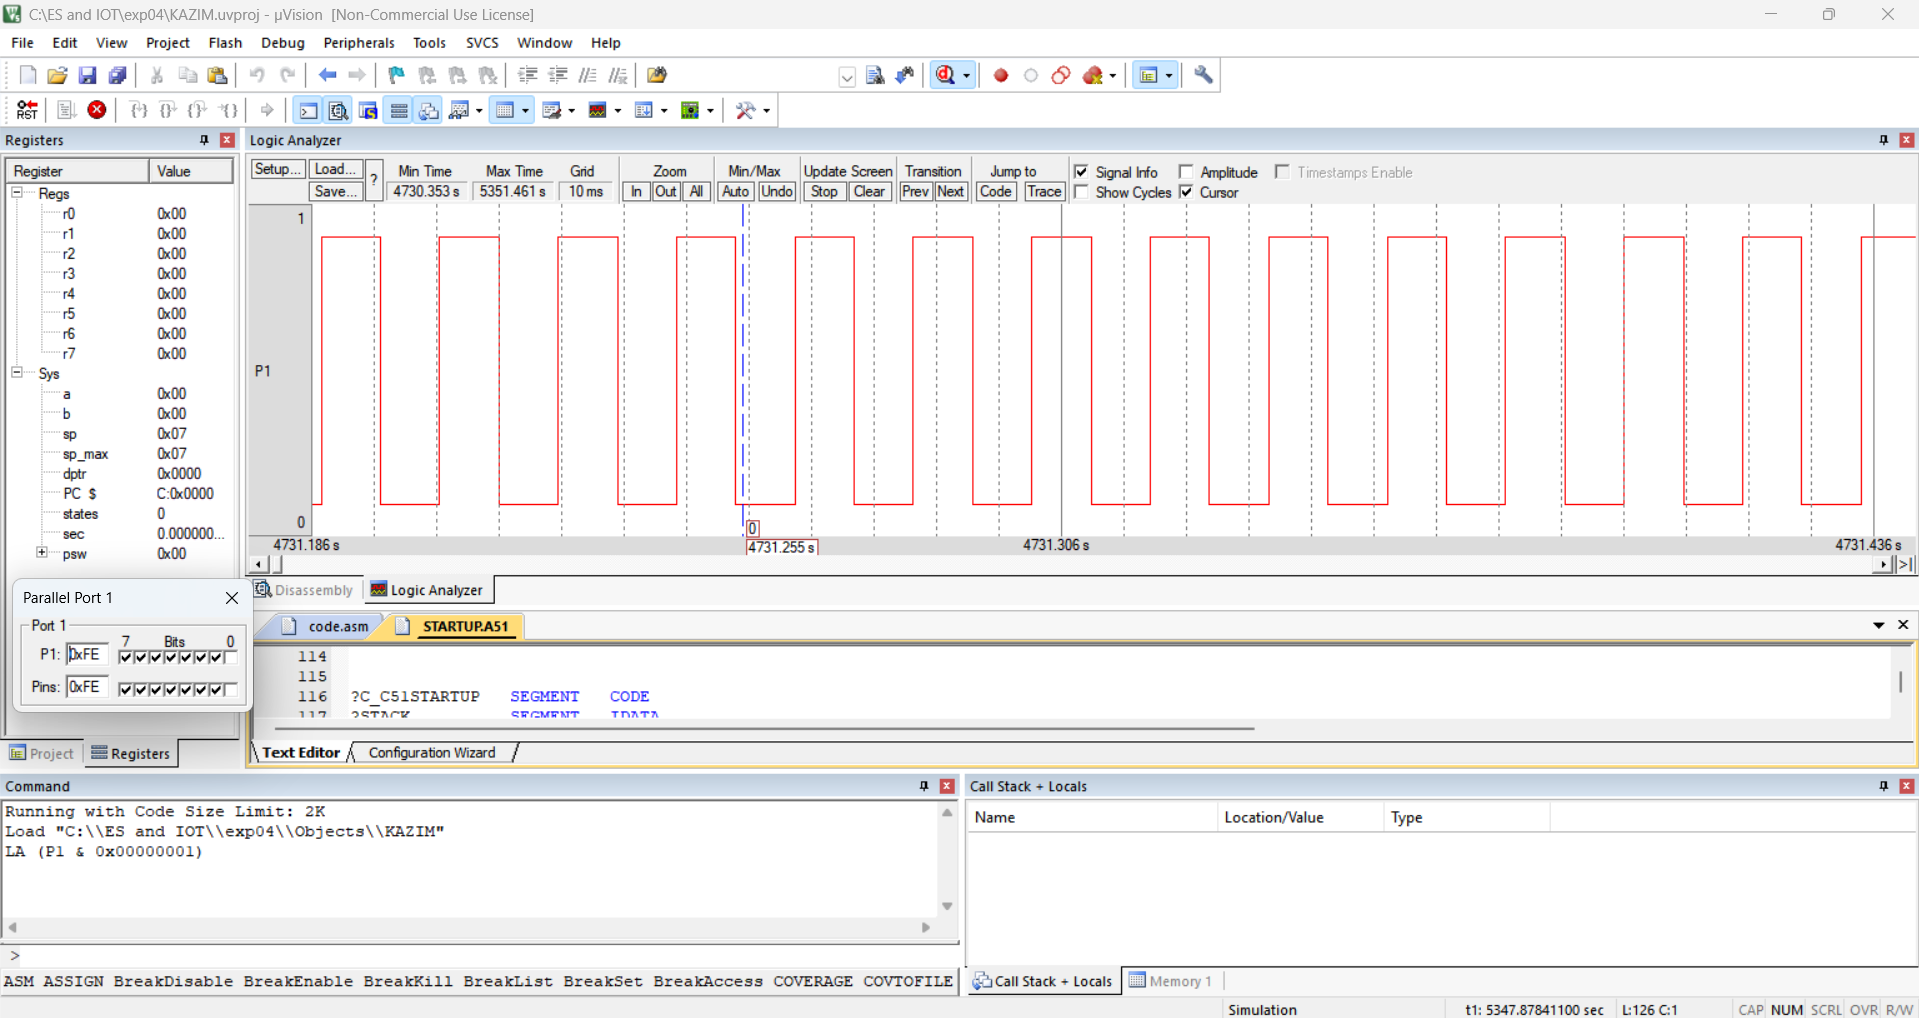 C:\ES and IOT\exp04\KAZIM.uvproj - µVision [Non-Commercial Use License]
File Edit View Project Flash Debug Peripherals Tools SVCS Window Help
RST
Registers
Register Value
Regs
r0 0x00
r1 0x00
r2 0x00
r3 0x00
r4 0x00
r5 0x00
r6 0x00
r7 0x00
Sys
a 0x00
b 0x00
sp 0x07
sp_max 0x07
dptr 0x0000
PC $ C:0x0000
states 0
sec 0.000000...
psw 0x00
Parallel Port 1
Port 1
7 Bits 0
P1: 0xFE
Pins: 0xFE
Project Registers
Logic Analyzer
Setup... Load... ? Min Time Max Time Grid Zoom Min/Max Update Screen Transition Jump to Signal Info Amplitude Timestamps Enable
Save... 4730.353 s 5351.461 s 10 ms In Out All Auto Undo Stop Clear Prev Next Code Trace Show Cycles Cursor
1
P1
0
0
4731.186 s 4731.255 s 4731.306 s 4731.436 s
Disassembly Logic Analyzer
code.asm STARTUP.A51
114
115
116 ?C_C51STARTUP SEGMENT CODE
117 ?STACK SEGMENT IDATA
Text Editor Configuration Wizard
Command
Running with Code Size Limit: 2K
Load "C:\\ES and IOT\\exp04\\Objects\\KAZIM"
LA (P1 & 0x00000001)
>
ASM ASSIGN BreakDisable BreakEnable BreakKill BreakList BreakSet BreakAccess COVERAGE COVTOFILE
Call Stack + Locals
Name Location/Value Type
Call Stack + Locals Memory 1
Simulation t1: 5347.87841100 sec L:126 C:1 CAP NUM SCRL OVR R/W